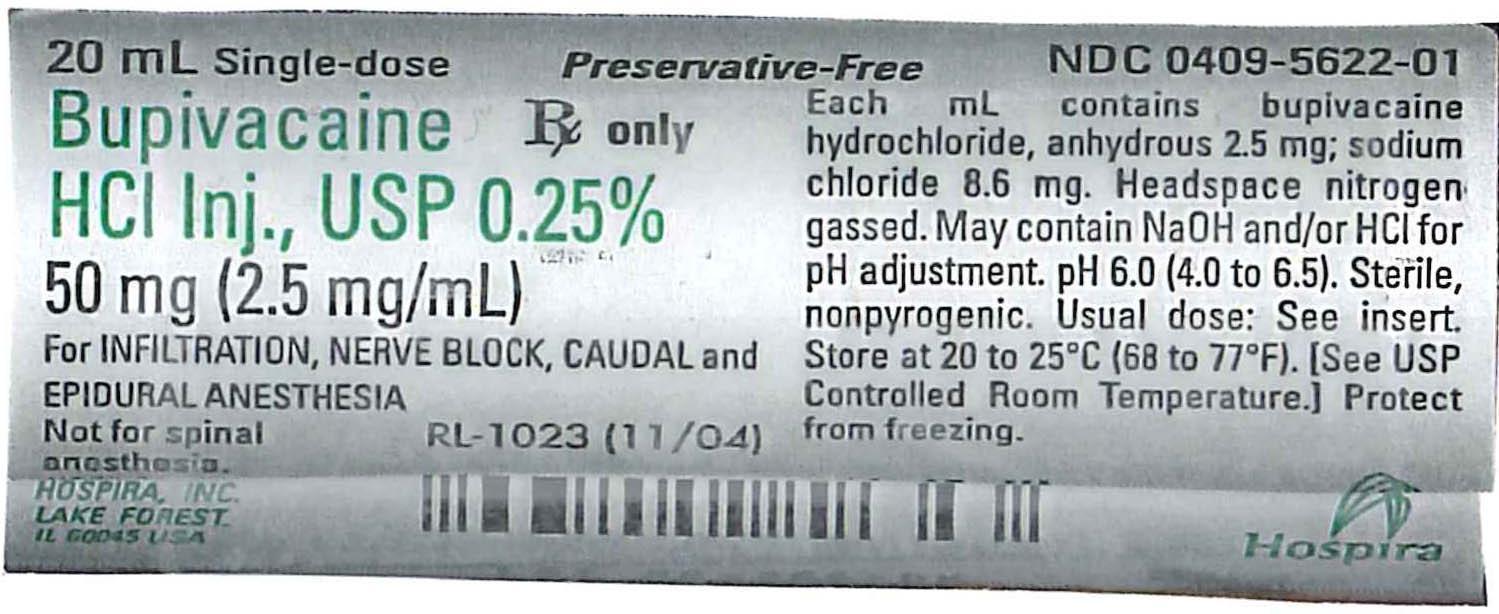 20 mL Single-dose
Preservative-Free
NDC 0409-5622-01
Bupivacaine
℞ only
HCl Inj., USP 0.25%
50 mg (2.5 mg/mL)
For INFILTRATION, NERVE BLOCK, CAUDAL and
EPIDURAL ANESTHESIA
Not for spinal
anesthesia.
RL-1023 (11/04)
Each mL contains bupivacaine
hydrochloride, anhydrous 2.5 mg; sodium
chloride 8.6 mg. Headspace nitrogen
gassed. May contain NaOH and/or HCl for
pH adjustment. pH 6.0 (4.0 to 6.5). Sterile,
nonpyrogenic. Usual dose: See insert.
Store at 20 to 25°C (68 to 77°F). [See USP
Controlled Room Temperature.] Protect
from freezing.
HOSPIRA, INC.
LAKE FOREST
IL 60045 USA
Hospira